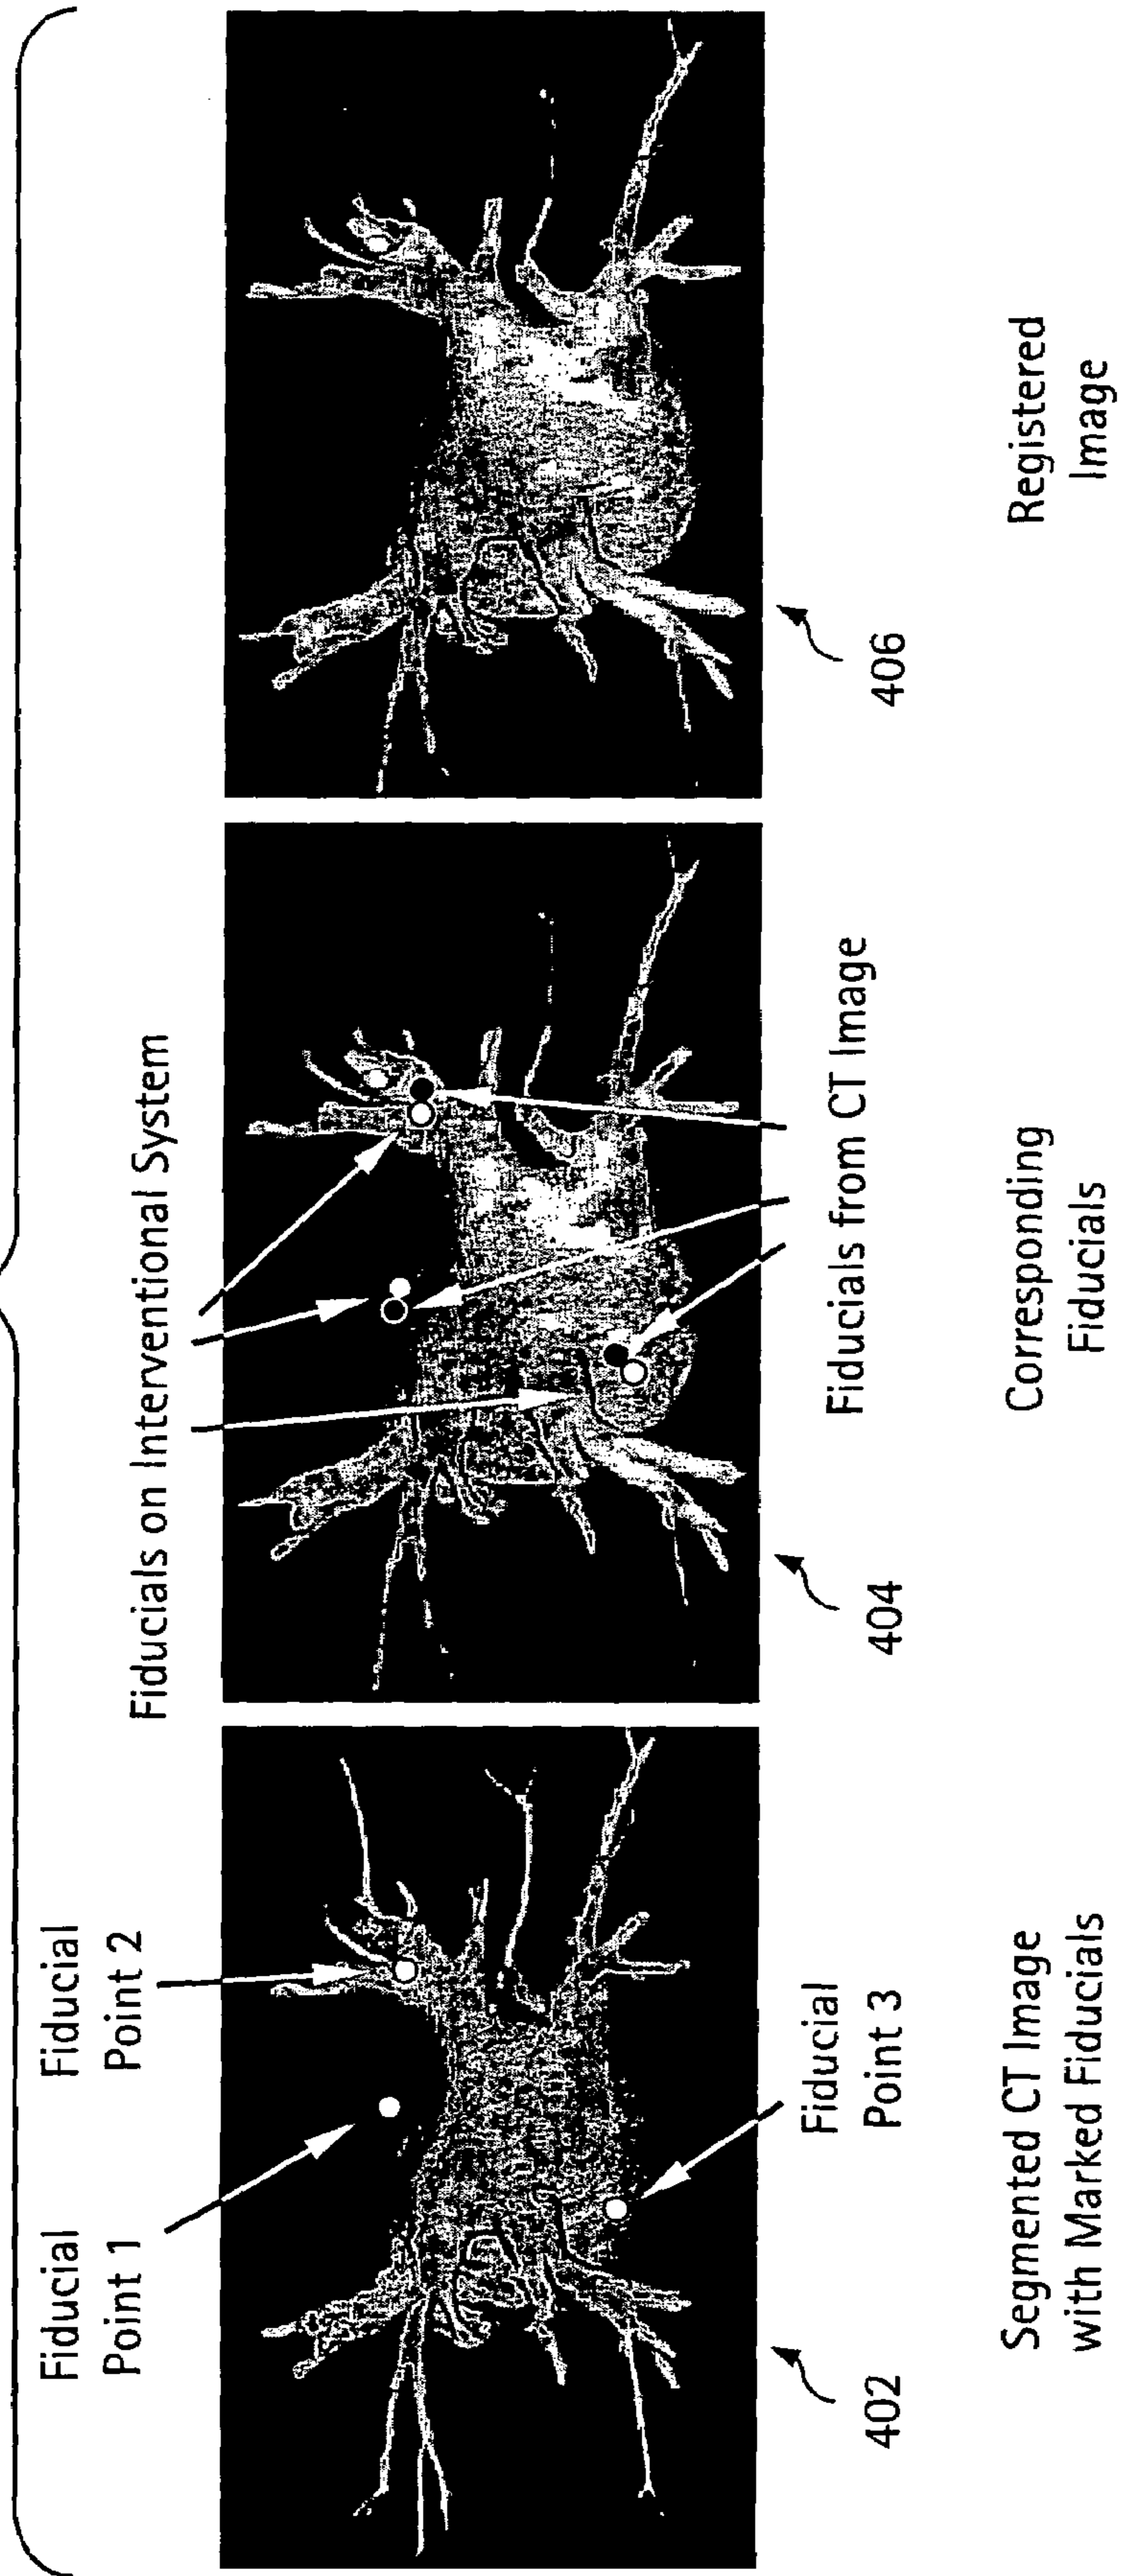 Fiducial
Point 1
Fiducial
Point 2
Fiducial
Point 3
402
Segmented CT Image
with Marked Fiducials
Fiducials on Interventional System
Fiducials from CT Image
404
Corresponding
Fiducials
406
Registered
Image